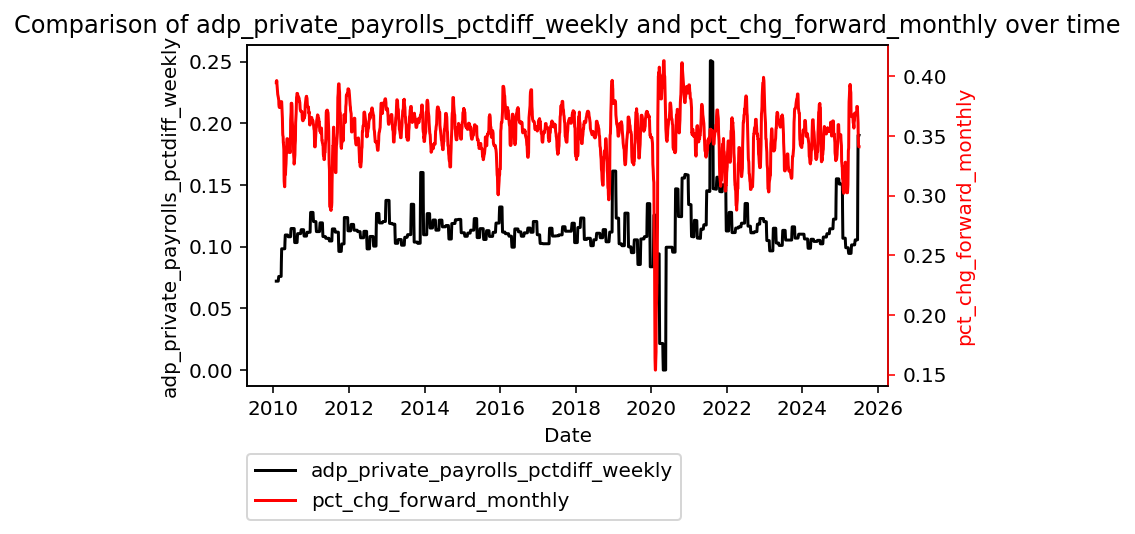 Comparison of adp_private_payrolls_pctdiff_weekly and pct_chg_forward_monthly over time
adp_private_payrolls_pctdiff_weekly
0.25
0.20
0.15
0.10
0.05
0.00
0.40
0.35
0.30
0.25
0.20
0.15
pct_chg_forward_monthly
2010 2012 2014 2016 2018 2020 2022 2024 2026
Date
adp_private_payrolls_pctdiff_weekly
pct_chg_forward_monthly